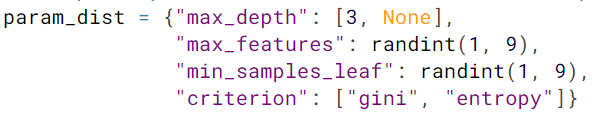 param_dist = {"max_depth": [3, None],
              "max_features": randint(1, 9),
              "min_samples_leaf": randint(1, 9),
              "criterion": ["gini", "entropy"]}